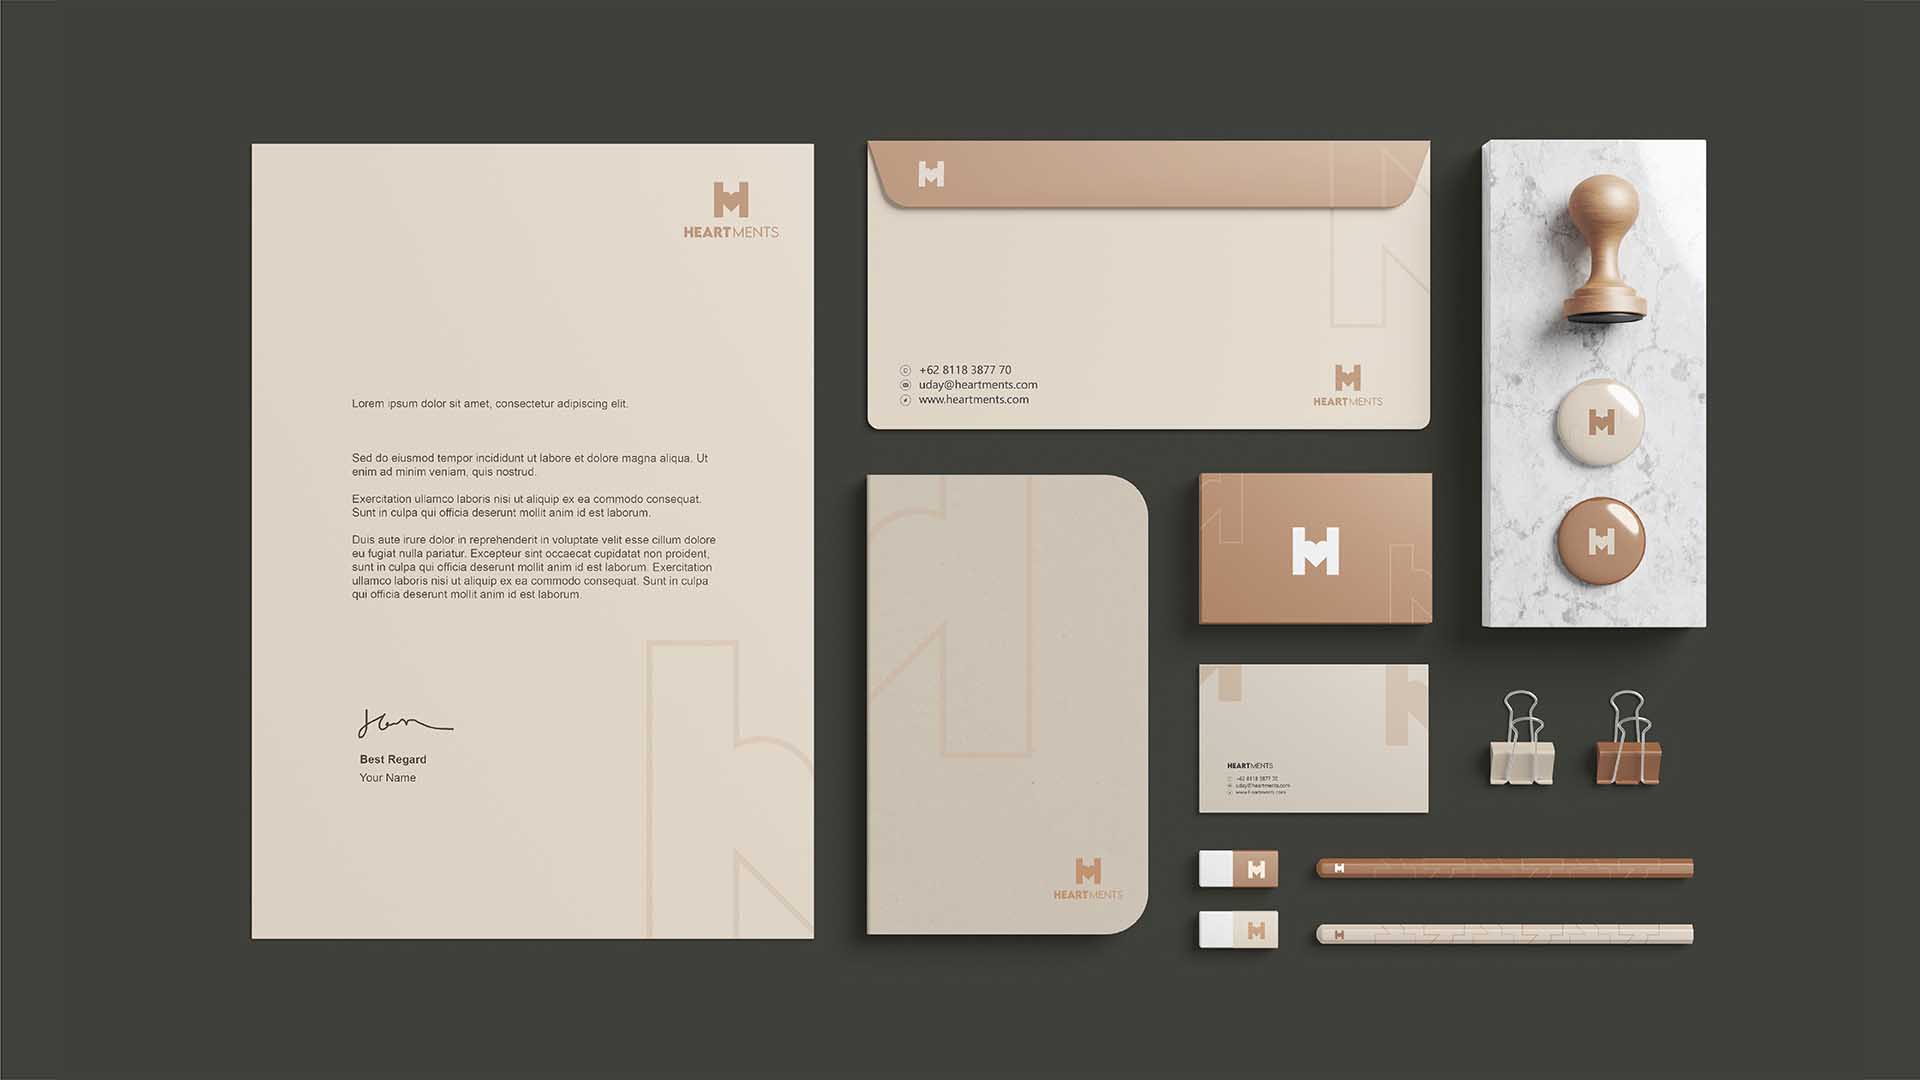 HEARTMENTS
Lorem ipsum dolor sit amet, consectetur adipiscing elit.
Sed do eiusmod tempor incididunt ut labore et dolore magna aliqua. Ut
enim ad minim veniam, quis nostrud.
Exercitation ullamco laboris nisi ut aliquip ex ea commodo consequat.
Sunt in culpa qui officia deserunt mollit anim id est laborum.
Duis aute irure dolor in reprehenderit in voluptate velit esse cillum dolore
eu fugiat nulla pariatur. Excepteur sint occaecat cupidatat non proident,
sunt in culpa qui officia deserunt mollit anim id est laborum. Exercitation
ullamco laboris nisi ut aliquip ex ea commodo consequat. Sunt in culpa
qui officia deserunt mollit anim id est laborum.
Best Regard
Your Name
+62 8118 3877 70
uday@heartments.com
www.heartments.com
HEARTMENTS
HEARTMENTS
HEARTMENTS
+62 8118 3877 70
uday@heartments.com
www.heartments.com